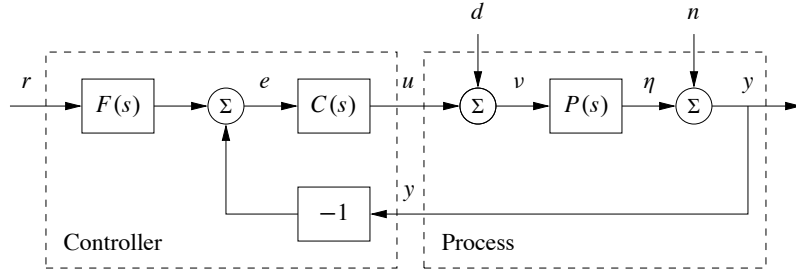 d
n
r
F(s)
Σ
e
C(s)
u
Σ
ν
P(s)
η
Σ
y
−1
y
Controller
Process